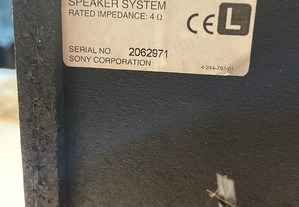 SPEAKER SYSTEM
RATED IMPEDANCE: 4 Ω
CE L
SERIAL NO. 2062971
SONY CORPORATION
4-244-797-01